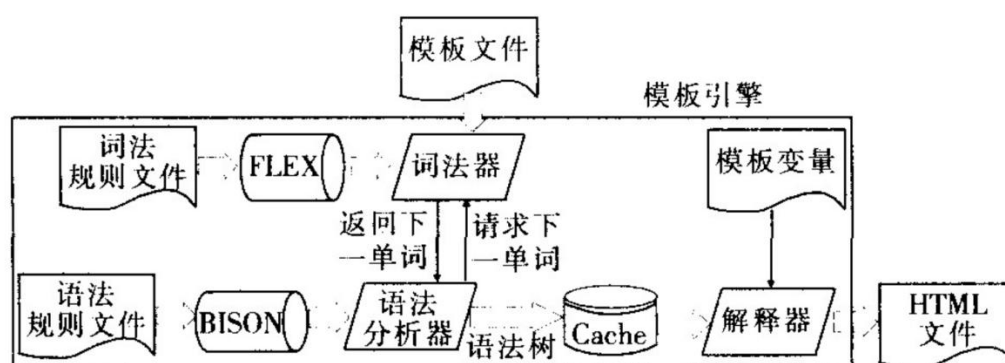 模板文件
模板引擎
词法
规则文件
FLEX
词法器
模板变量
返回下
一单词
请求下
一单词
语法
规则文件
BISON
语法
分析器
语法树
Cache
解释器
HTML
文件